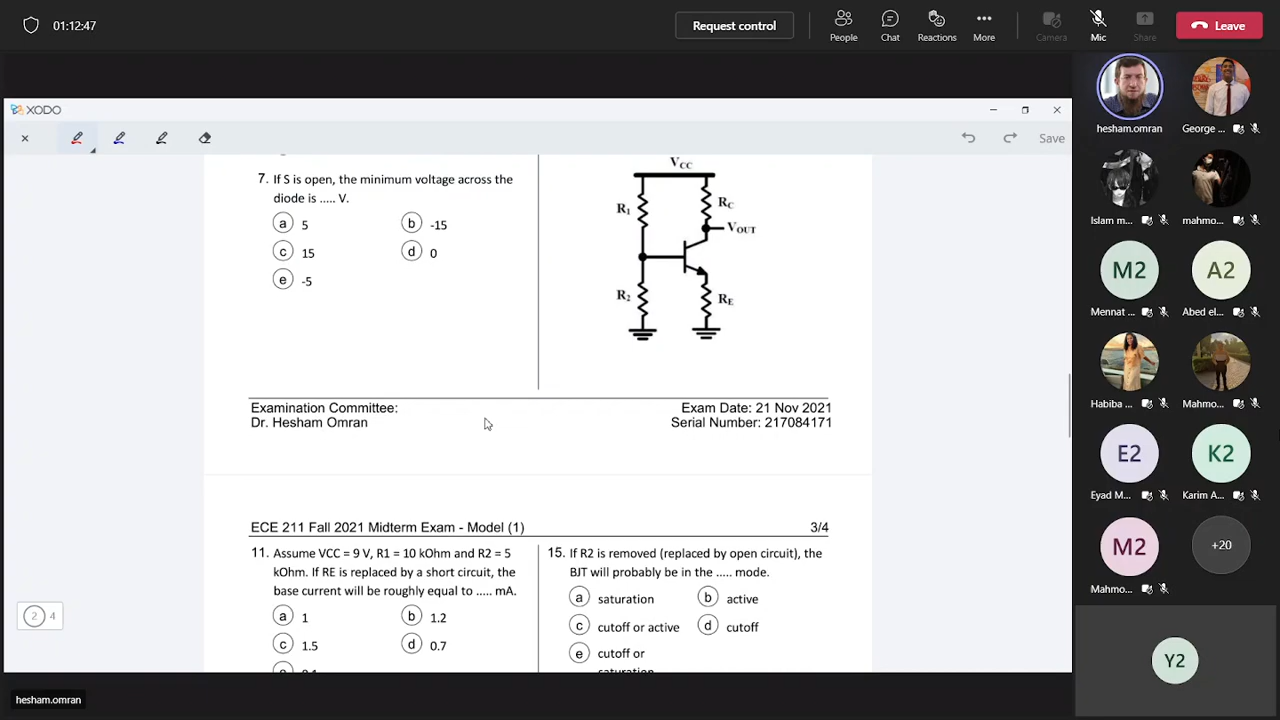 01:12:47
Request control
People
Chat
Reactions
More
Camera
Mic
Share
Leave
XODO
Save
7. If S is open, the minimum voltage across the
diode is ..... V.
a 5
b -15
c 15
d 0
e -5
VCC
R1
RC
VOUT
R2
RE
Examination Committee:
Dr. Hesham Omran
Exam Date: 21 Nov 2021
Serial Number: 217084171
ECE 211 Fall 2021 Midterm Exam - Model (1)
3/4
11. Assume VCC = 9 V, R1 = 10 kOhm and R2 = 5
kOhm. If RE is replaced by a short circuit, the
base current will be roughly equal to ..... mA.
a 1
b 1.2
c 1.5
d 0.7
15. If R2 is removed (replaced by open circuit), the
BJT will probably be in the ..... mode.
a saturation
b active
c cutoff or active
d cutoff
e cutoff or
saturation
2 4
hesham.omran
hesham.omran
George ...
Islam m...
mahmo...
M2
Mennat ...
A2
Abed el...
Habiba ...
Mahmo...
E2
Eyad M...
K2
Karim A...
M2
Mahmo...
+20
Y2